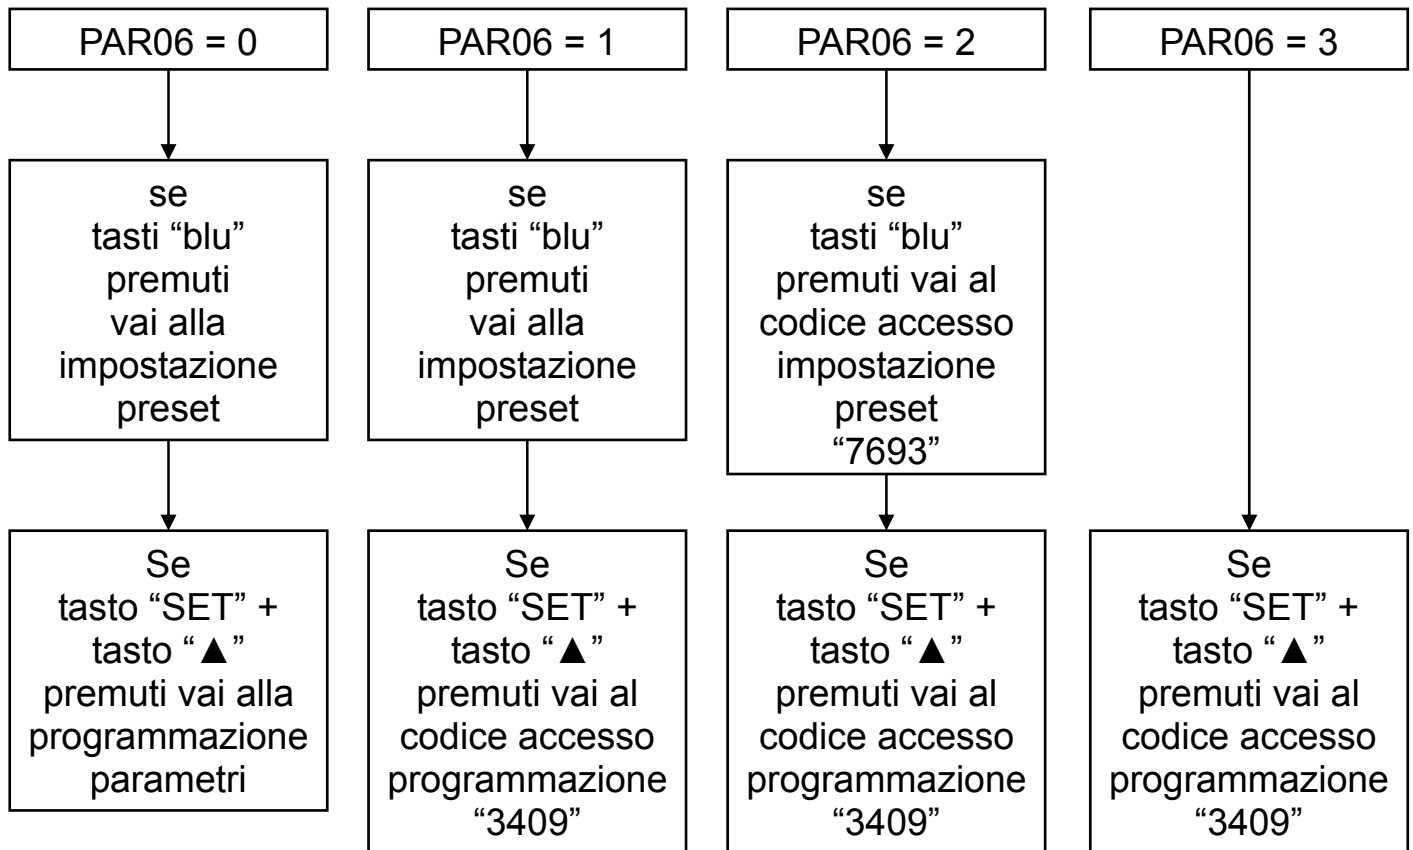 PAR06 = 0
PAR06 = 1
PAR06 = 2
PAR06 = 3
se
tasti “blu”
premuti
vai alla
impostazione
preset
se
tasti “blu”
premuti
vai alla
impostazione
preset
se
tasti “blu”
premuti vai al
codice accesso
impostazione
preset
“7693”
Se
tasto “SET” +
tasto “▲”
premuti vai alla
programmazione
parametri
Se
tasto “SET” +
tasto “▲”
premuti vai al
codice accesso
programmazione
“3409”
Se
tasto “SET” +
tasto “▲”
premuti vai al
codice accesso
programmazione
“3409”
Se
tasto “SET” +
tasto “▲”
premuti vai al
codice accesso
programmazione
“3409”